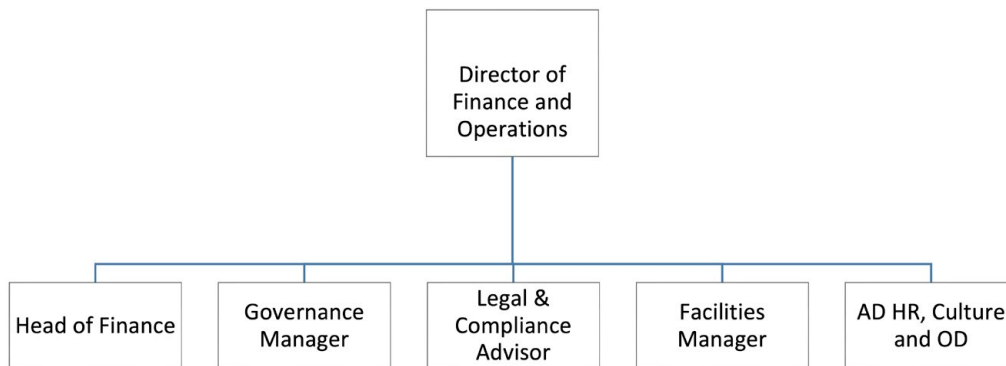 Director of
Finance and
Operations
Head of Finance
Governance
Manager
Legal &
Compliance
Advisor
Facilities
Manager
AD HR, Culture
and OD